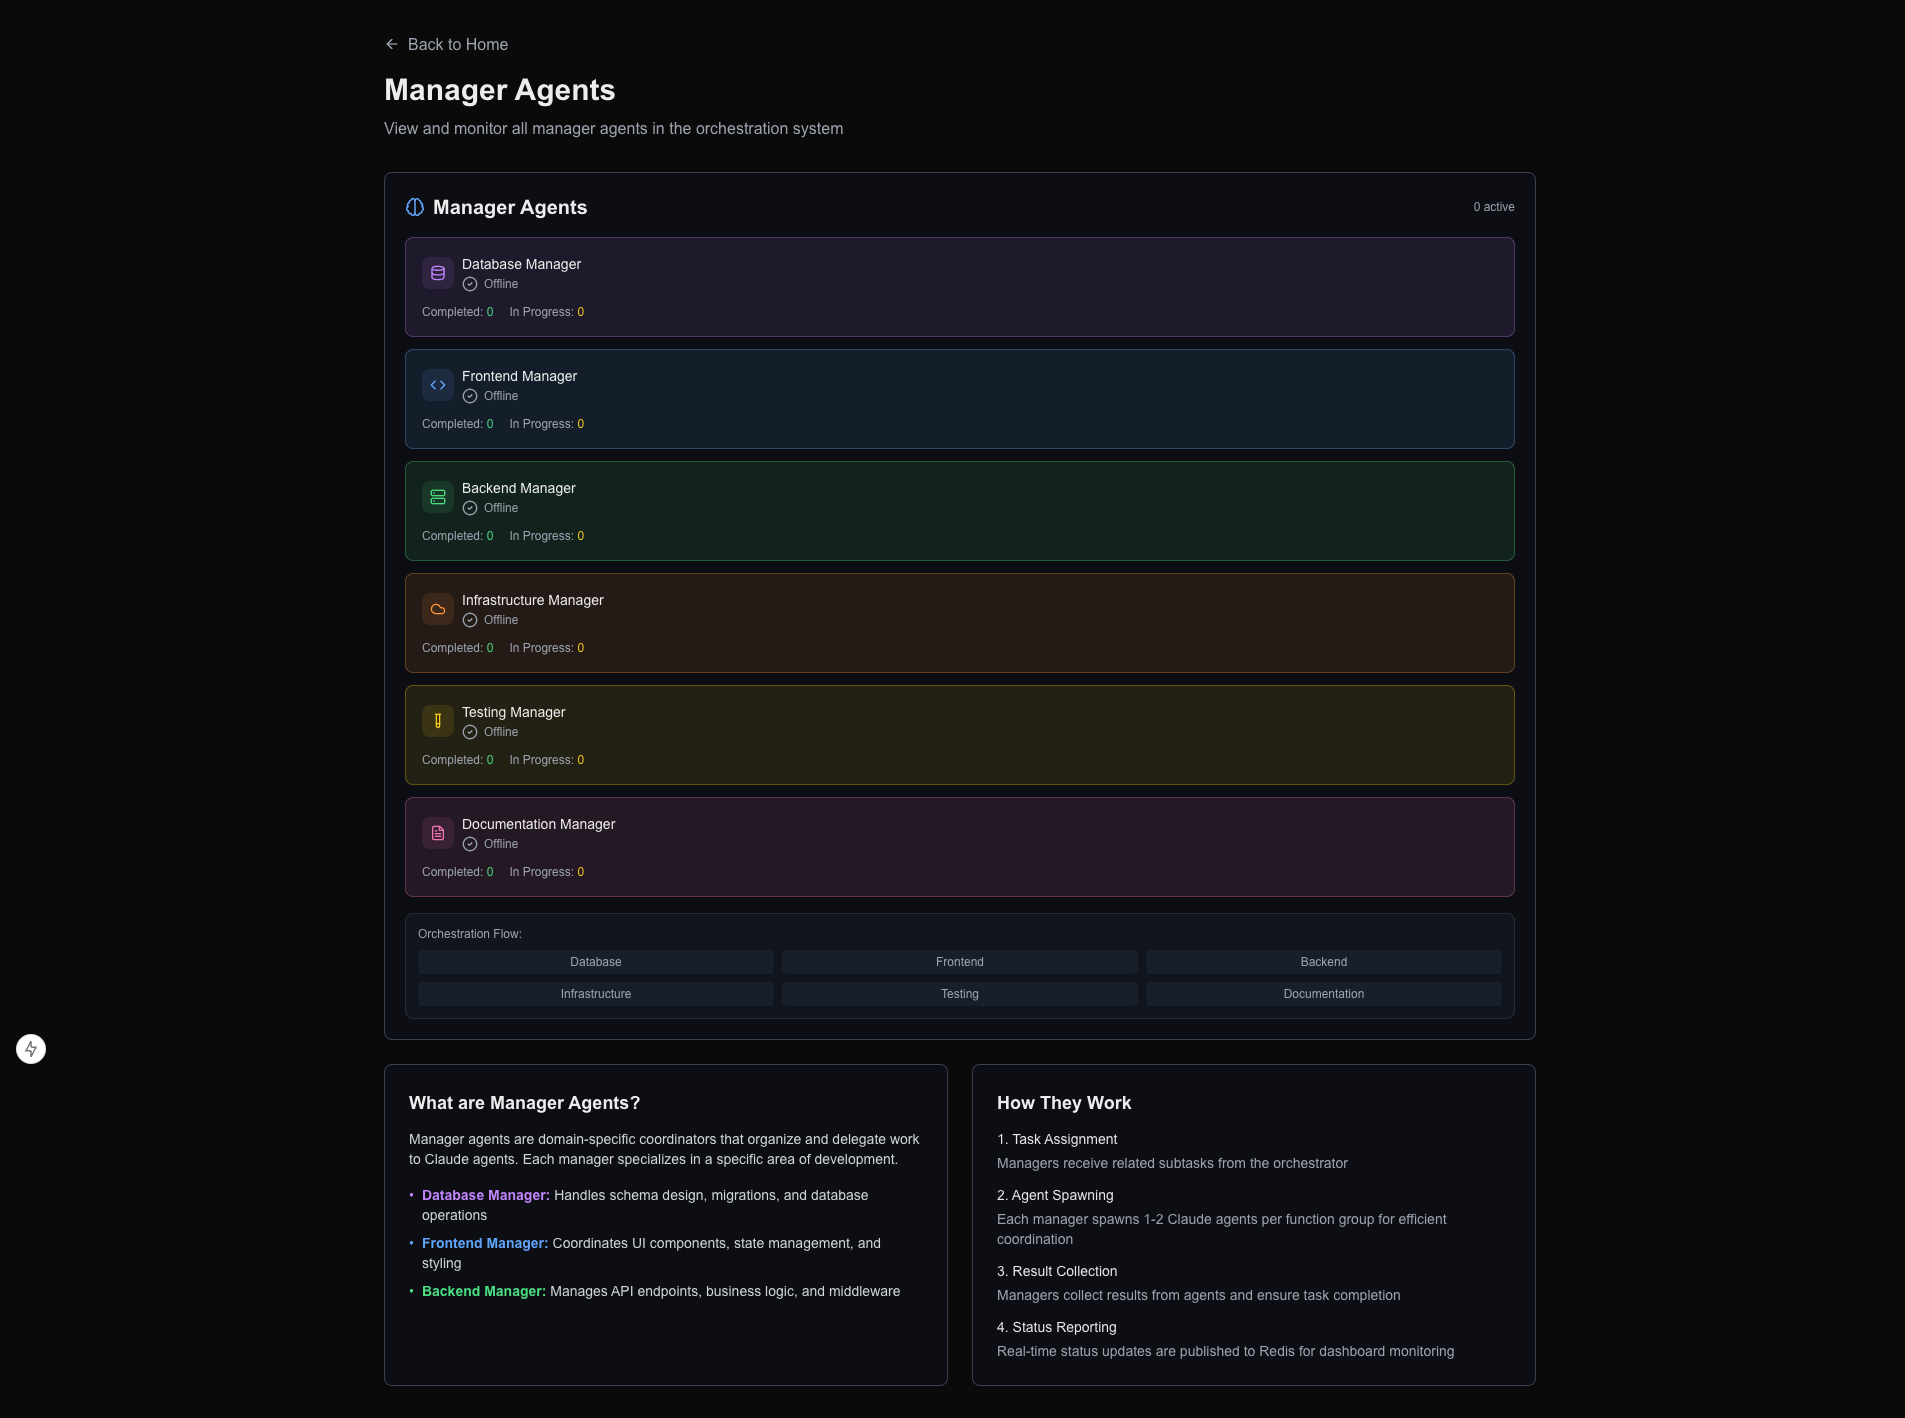 Back to Home
Manager Agents
View and monitor all manager agents in the orchestration system
Manager Agents
0 active
Database Manager
Offline
Completed: 0 In Progress: 0
Frontend Manager
Offline
Completed: 0 In Progress: 0
Backend Manager
Offline
Completed: 0 In Progress: 0
Infrastructure Manager
Offline
Completed: 0 In Progress: 0
Testing Manager
Offline
Completed: 0 In Progress: 0
Documentation Manager
Offline
Completed: 0 In Progress: 0
Orchestration Flow:
Database Frontend Backend
Infrastructure Testing Documentation
What are Manager Agents?
Manager agents are domain-specific coordinators that organize and delegate work
to Claude agents. Each manager specializes in a specific area of development.
• Database Manager: Handles schema design, migrations, and database
operations
• Frontend Manager: Coordinates UI components, state management, and
styling
• Backend Manager: Manages API endpoints, business logic, and middleware
How They Work
1. Task Assignment
Managers receive related subtasks from the orchestrator
2. Agent Spawning
Each manager spawns 1-2 Claude agents per function group for efficient
coordination
3. Result Collection
Managers collect results from agents and ensure task completion
4. Status Reporting
Real-time status updates are published to Redis for dashboard monitoring